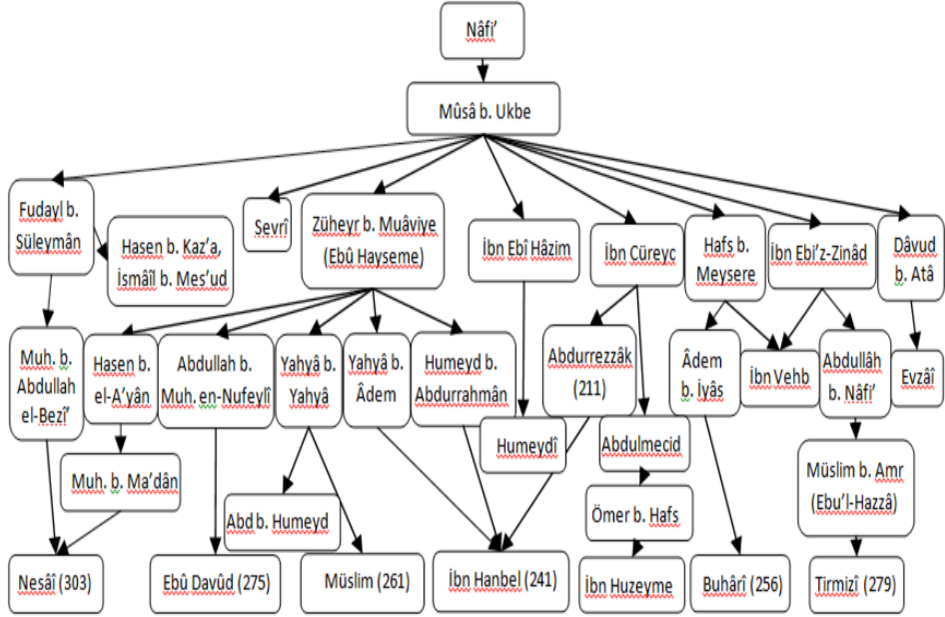 Nâfi’
Mûsâ b. Ukbe
Fudayl b.
Süleymân
Hasen b. Kaz’a,
İsmâîl b. Mes’ud
Sevrî
Züheyr b. Muâviye
(Ebû Hayseme)
İbn Ebî Hâzim
İbn Cüreyc
Hafs b.
Meysere
İbn Ebi’z-Zinâd
Dâvud
b. Atâ
Muh. b.
Abdullah
el-Bezî’
Hasen b.
el-A’yân
Abdullah b.
Muh. en-Nufeylî
Yahyâ b.
Yahyâ
Yahyâ b.
Âdem
Humeyd b.
Abdurrahmân
Abdurrezzâk
(211)
Âdem
b. İyâs
İbn Vehb
Abdullâh
b. Nâfi’
Evzâî
Muh. b. Ma’dân
Abd b. Humeyd
Humeydî
Abdulmecid
Ömer b. Hafs
Müslim b. Amr
(Ebu’l-Hazzâ)
Nesâî (303)
Ebû Davûd (275)
Müslim (261)
İbn Hanbel (241)
İbn Huzeyme
Buhârî (256)
Tirmizî (279)